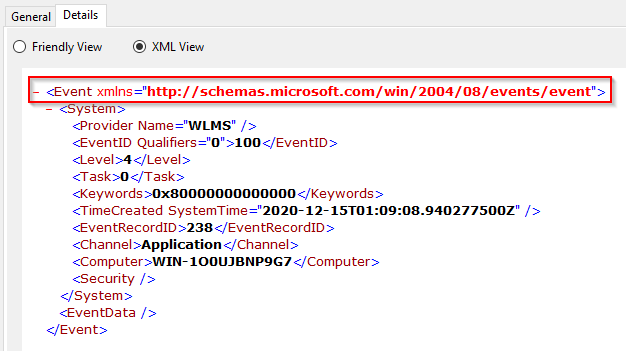 General Details
Friendly View XML View
- <Event xmlns="http://schemas.microsoft.com/win/2004/08/events/event">
- <System>
<Provider Name="WLMS" />
<EventID Qualifiers="0">100</EventID>
<Level>4</Level>
<Task>0</Task>
<Keywords>0x80000000000000</Keywords>
<TimeCreated SystemTime="2020-12-15T01:09:08.940277500Z" />
<EventRecordID>238</EventRecordID>
<Channel>Application</Channel>
<Computer>WIN-1O0UJBNP9G7</Computer>
<Security />
</System>
<EventData />
</Event>